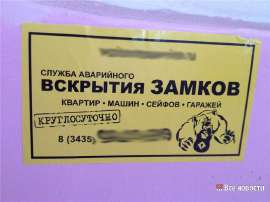 СЛУЖБА АВАРИЙНОГО
ВСКРЫТИЯ ЗАМКОВ
КВАРТИР • МАШИН • СЕЙФОВ • ГАРАЖЕЙ
КРУГЛОСУТОЧНО
8 (3435)
Все новости